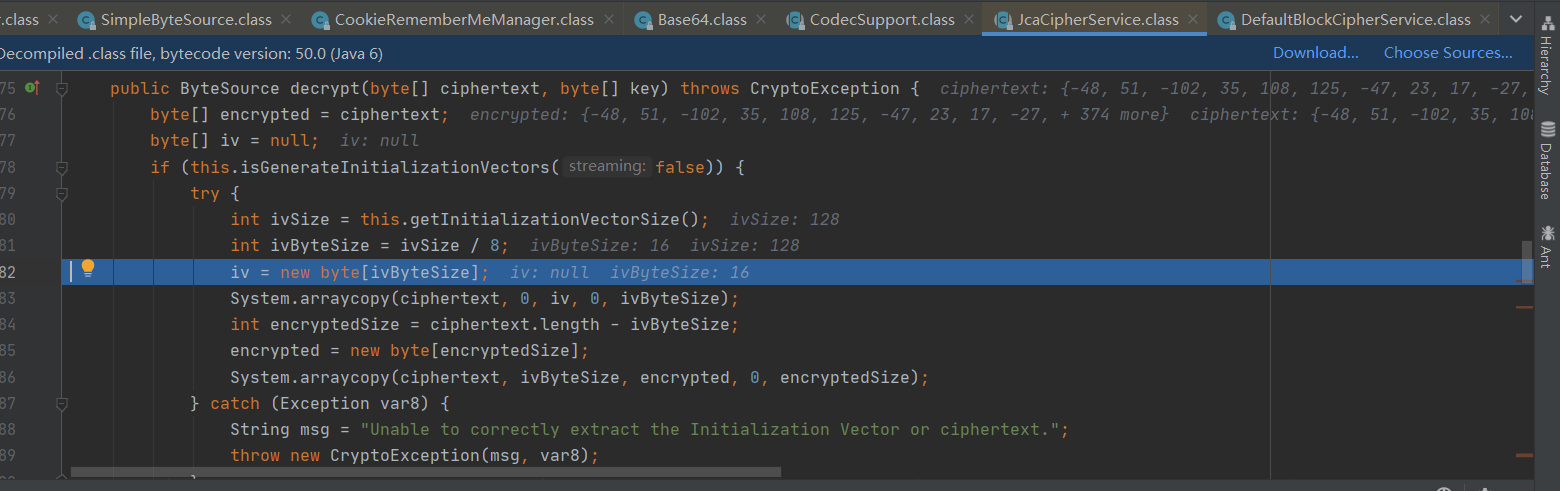 r.class SimpleByteSource.class CookieRememberMeManager.class Base64.class CodecSupport.class JcaCipherService.class DefaultBlockCipherService.class
Decompiled .class file, bytecode version: 50.0 (Java 6) Download... Choose Sources...
Hierarchy
Database
Ant
75 public ByteSource decrypt(byte[] ciphertext, byte[] key) throws CryptoException { ciphertext: {-48, 51, -102, 35, 108, 125, -47, 23, 17, -27,
76 byte[] encrypted = ciphertext; encrypted: {-48, 51, -102, 35, 108, 125, -47, 23, 17, -27, + 374 more} ciphertext: {-48, 51, -102, 35, 108
77 byte[] iv = null; iv: null
78 if (this.isGenerateInitializationVectors( streaming: false)) {
79 try {
80 int ivSize = this.getInitializationVectorSize(); ivSize: 128
81 int ivByteSize = ivSize / 8; ivByteSize: 16 ivSize: 128
82 iv = new byte[ivByteSize]; iv: null ivByteSize: 16
83 System.arraycopy(ciphertext, 0, iv, 0, ivByteSize);
84 int encryptedSize = ciphertext.length - ivByteSize;
85 encrypted = new byte[encryptedSize];
86 System.arraycopy(ciphertext, ivByteSize, encrypted, 0, encryptedSize);
87 } catch (Exception var8) {
88 String msg = "Unable to correctly extract the Initialization Vector or ciphertext.";
89 throw new CryptoException(msg, var8);